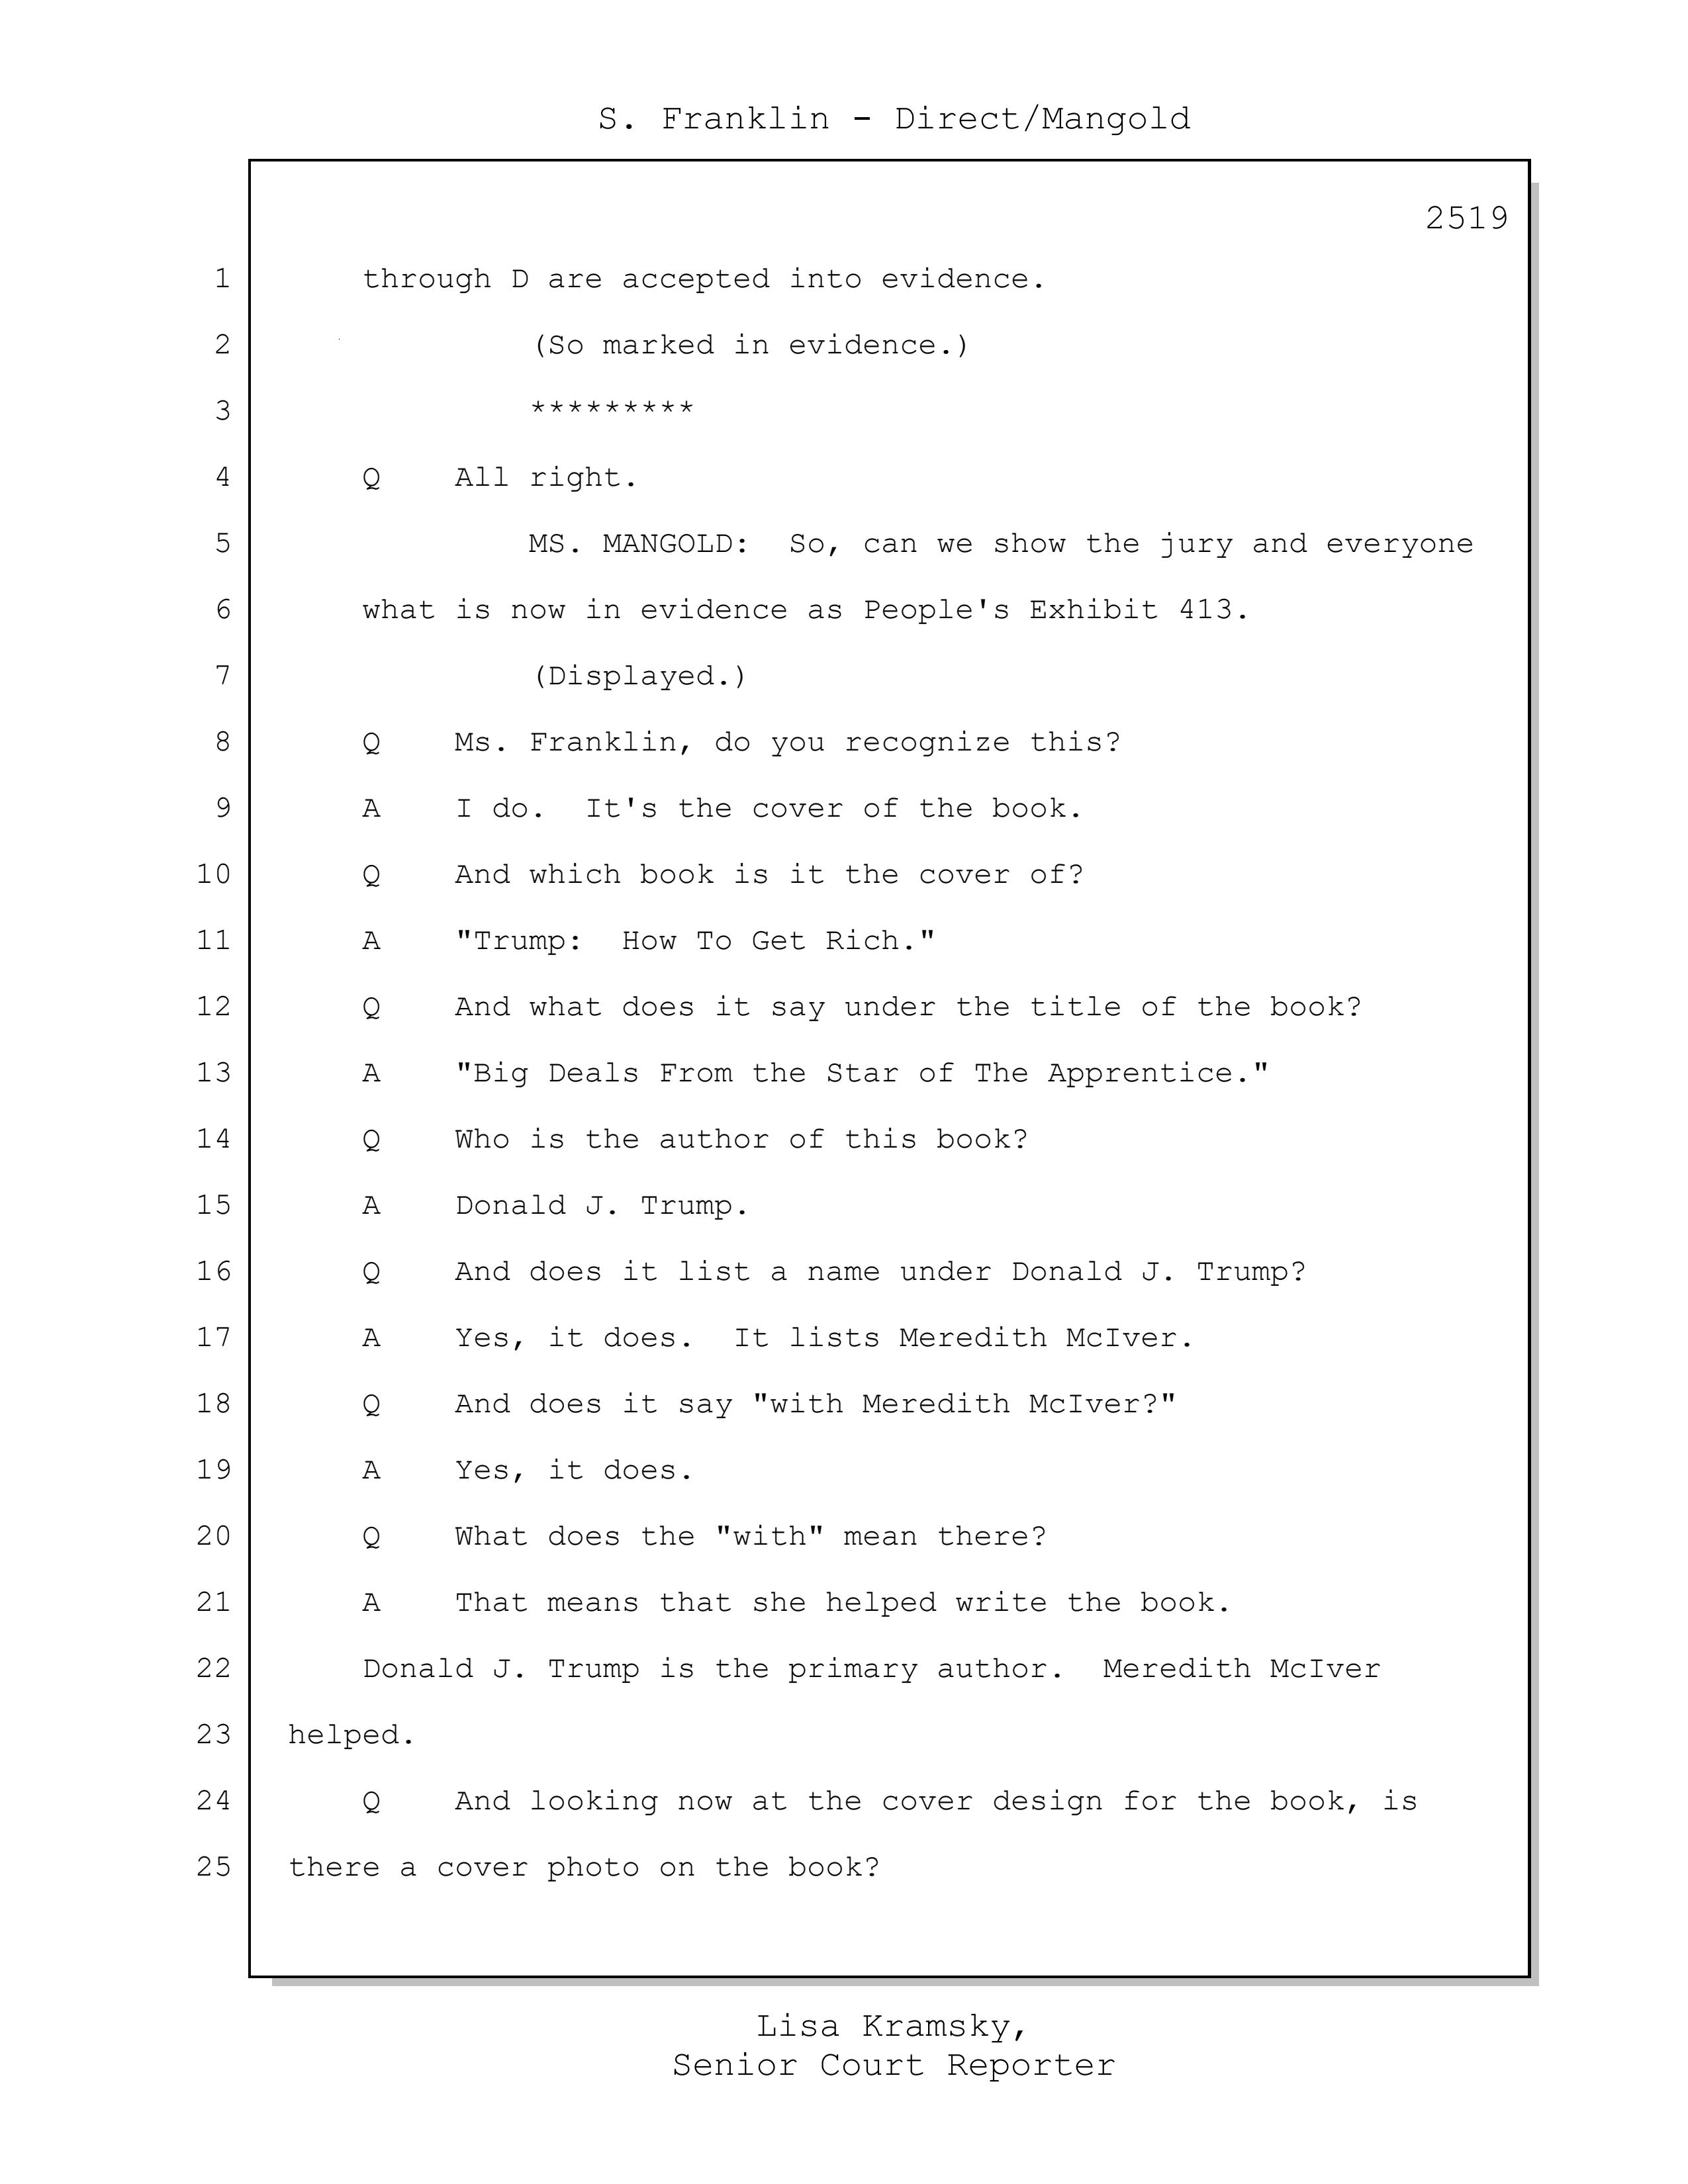 S. Franklin - Direct/Mangold
2519
1 through D are accepted into evidence.
2 (So marked in evidence.)
3 *********
4 Q All right.
5 MS. MANGOLD: So, can we show the jury and everyone
6 what is now in evidence as People's Exhibit 413.
7 (Displayed.)
8 Q Ms. Franklin, do you recognize this?
9 A I do. It's the cover of the book.
10 Q And which book is it the cover of?
11 A "Trump: How To Get Rich."
12 Q And what does it say under the title of the book?
13 A "Big Deals From the Star of The Apprentice."
14 Q Who is the author of this book?
15 A Donald J. Trump.
16 Q And does it list a name under Donald J. Trump?
17 A Yes, it does. It lists Meredith McIver.
18 Q And does it say "with Meredith McIver?"
19 A Yes, it does.
20 Q What does the "with" mean there?
21 A That means that she helped write the book.
22 Donald J. Trump is the primary author. Meredith McIver
23 helped.
24 Q And looking now at the cover design for the book, is
25 there a cover photo on the book?
Lisa Kramsky,
Senior Court Reporter